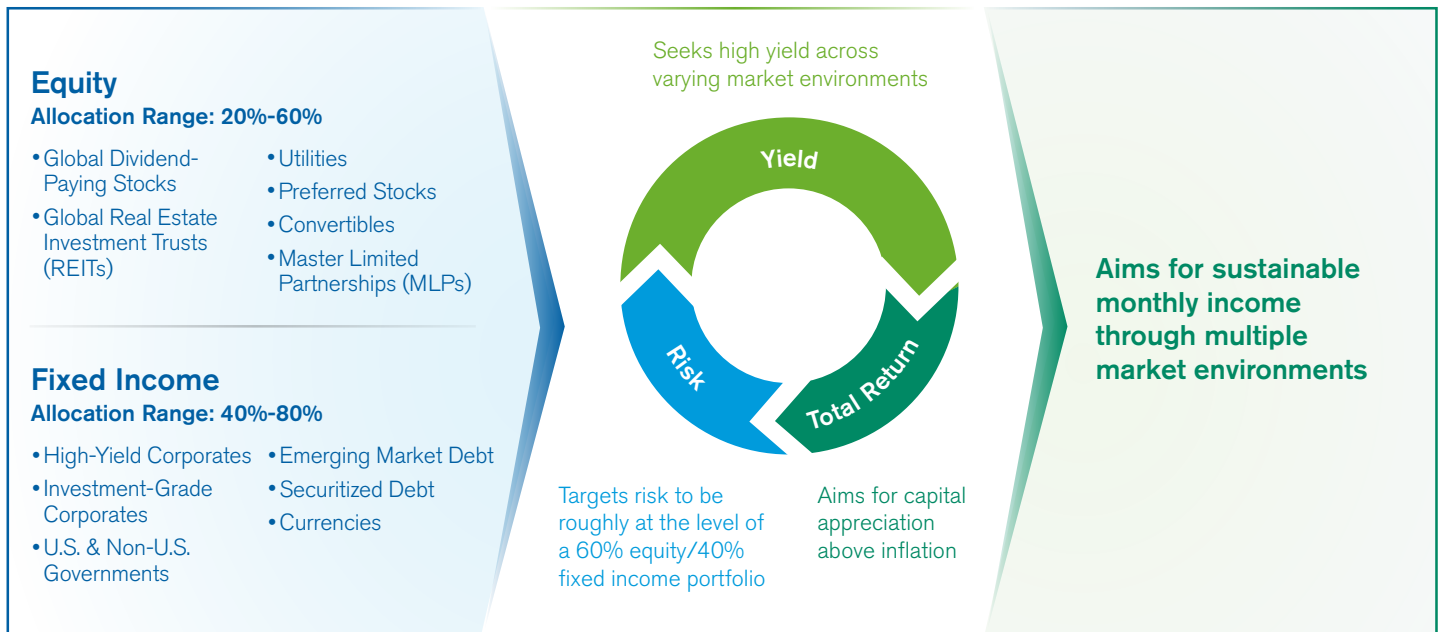 Equity
Allocation Range: 20%-60%
• Global Dividend-
Paying Stocks
• Global Real Estate
Investment Trusts
(REITs)
• Utilities
• Preferred Stocks
• Convertibles
• Master Limited
Partnerships (MLPs)
Fixed Income
Allocation Range: 40%-80%
• High-Yield Corporates
• Investment-Grade
Corporates
• U.S. & Non-U.S.
Governments
• Emerging Market Debt
• Securitized Debt
• Currencies
Seeks high yield across
varying market environments
Yield
Risk
Total Return
Targets risk to be
roughly at the level of
a 60% equity/40%
fixed income portfolio
Aims for capital
appreciation
above inflation
Aims for sustainable
monthly income
through multiple
market environments